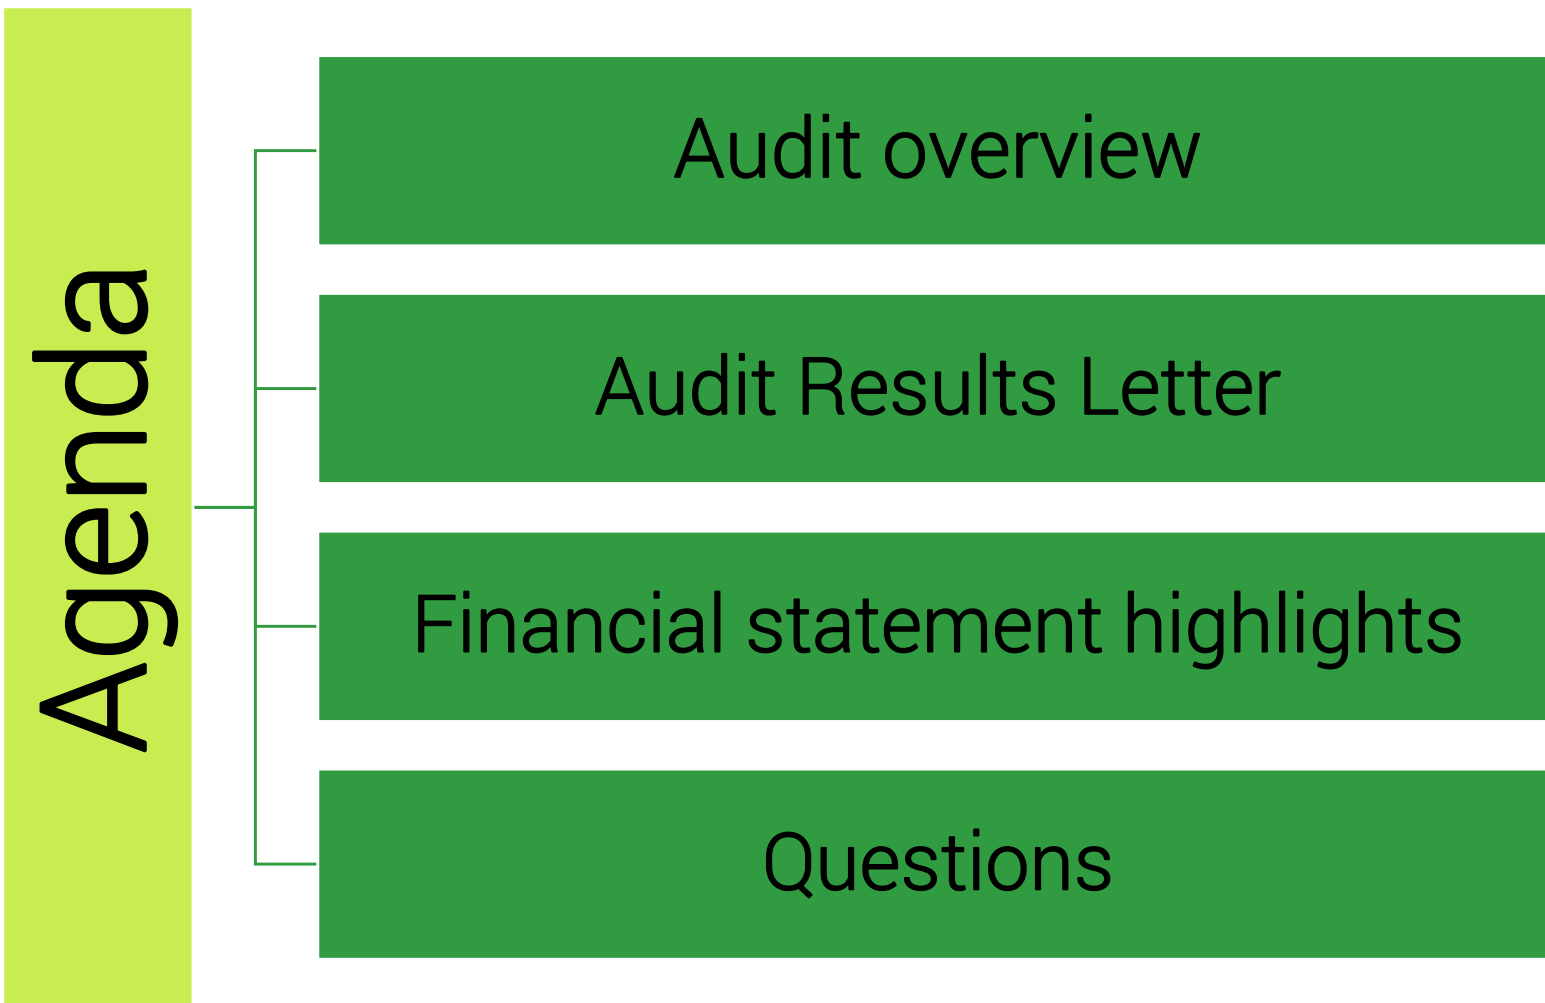 Agenda
Audit overview
Audit Results Letter
Financial statement highlights
Questions